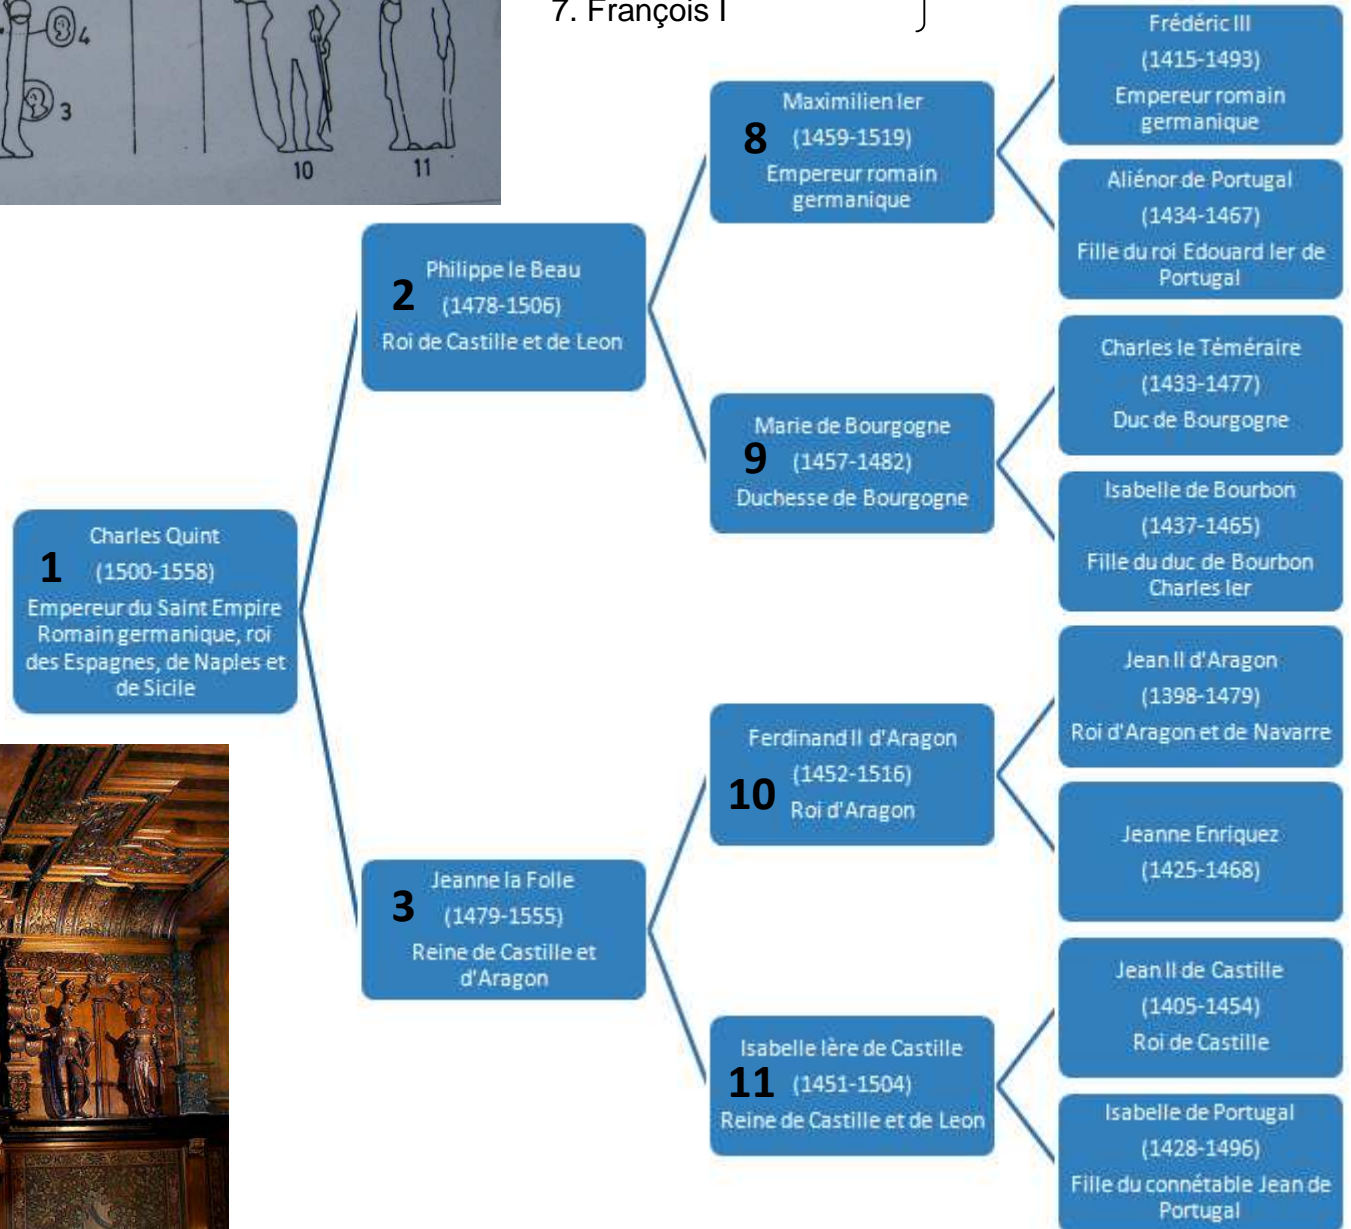 7. François I
4
3
10
11
Frédéric III
(1415-1493)
Empereur romain
germanique
8
Maximilien Ier
(1459-1519)
Empereur romain
germanique
Aliénor de Portugal
(1434-1467)
Fille du roi Edouard Ier de
Portugal
2
Philippe le Beau
(1478-1506)
Roi de Castille et de Leon
Charles le Téméraire
(1433-1477)
Duc de Bourgogne
9
Marie de Bourgogne
(1457-1482)
Duchesse de Bourgogne
Isabelle de Bourbon
(1437-1465)
Fille du duc de Bourbon
Charles Ier
1
Charles Quint
(1500-1558)
Empereur du Saint Empire
Romain germanique, roi
des Espagnes, de Naples et
de Sicile
Jean II d'Aragon
(1398-1479)
Roi d'Aragon et de Navarre
10
Ferdinand II d'Aragon
(1452-1516)
Roi d'Aragon
Jeanne Enriquez
(1425-1468)
3
Jeanne la Folle
(1479-1555)
Reine de Castille et
d'Aragon
Jean II de Castille
(1405-1454)
Roi de Castille
11
Isabelle Ière de Castille
(1451-1504)
Reine de Castille et de Leon
Isabelle de Portugal
(1428-1496)
Fille du connétable Jean de
Portugal